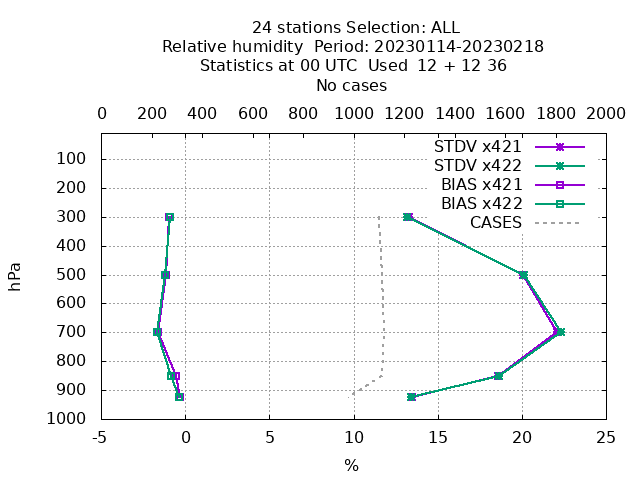 24 stations Selection: ALL
Relative humidity  Period: 20230114-20230218
Statistics at 00 UTC  Used  12 + 12 36
No cases
0 200 400 600 800 1000 1200 1400 1600 1800 2000
STDV x421
STDV x422
BIAS x421
BIAS x422
CASES
hPa
100
200
300
400
500
600
700
800
900
1000
-5 0 5 10 15 20 25
%